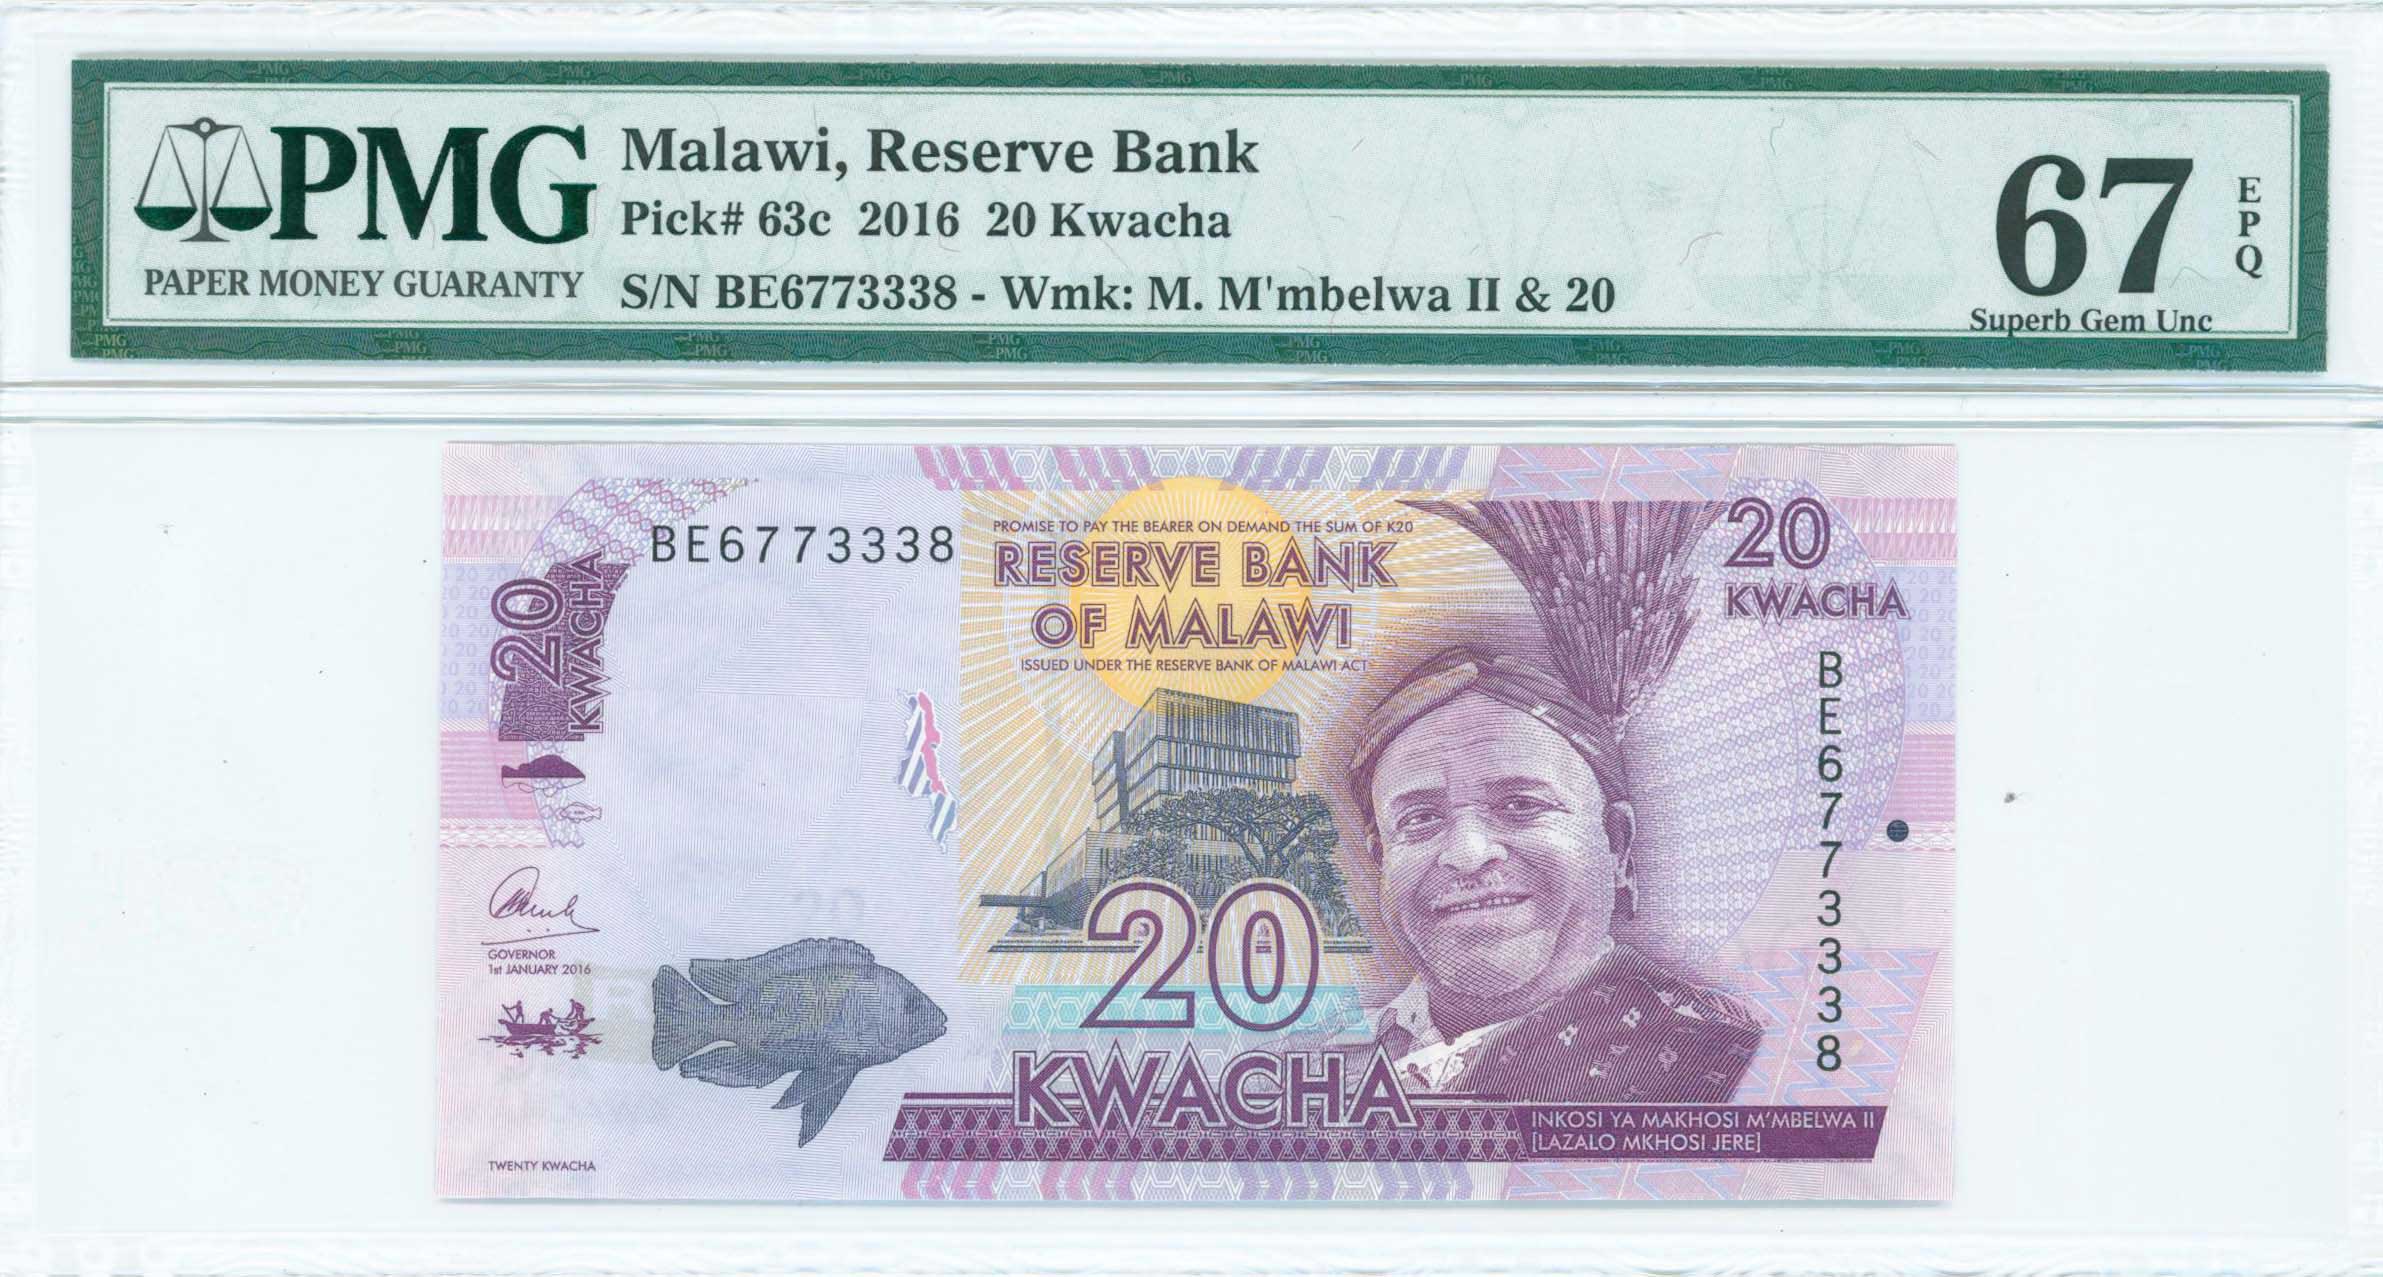 PMG
PAPER MONEY GUARANTY
Malawi, Reserve Bank
Pick# 63c 2016 20 Kwacha
S/N BE6773338 - Wmk: M. M'mbelwa II & 20
67
EPQ
Superb Gem Unc
BE6773338
20
KWACHA
PROMISE TO PAY THE BEARER ON DEMAND THE SUM OF K20
RESERVE BANK
OF MALAWI
ISSUED UNDER THE RESERVE BANK OF MALAWI ACT
20
KWACHA
BE6773338
GOVERNOR
1st JANUARY 2016
20
KWACHA
INKOSI YA MAKHOSI M'MBELWA II
[LAZALO MKHOSI JERE]
TWENTY KWACHA